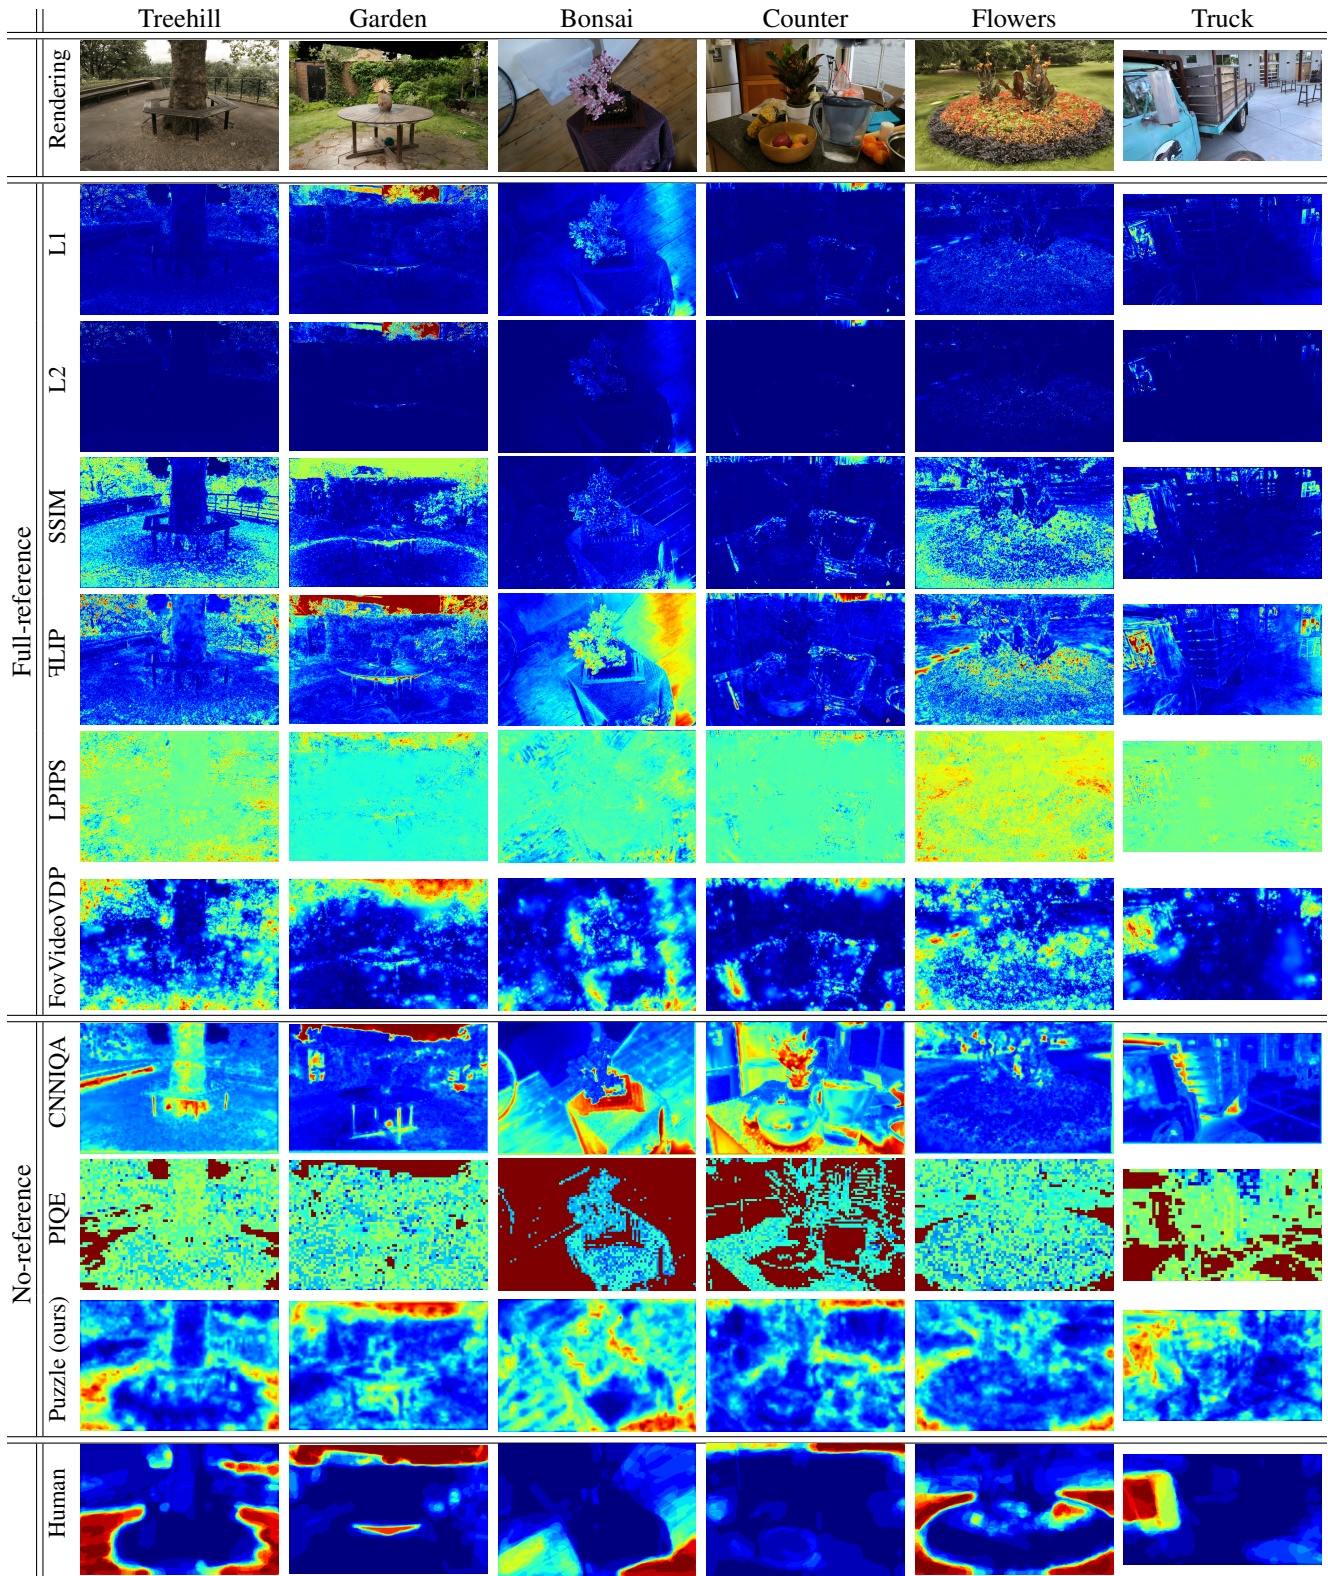 Treehill Garden Bonsai Counter Flowers Truck
Rendering
Full-reference
L1
L2
SSIM
ꟻLIP
LPIPS
FovVideoVDP
No-reference
CNNIQA
PIQE
Puzzle (ours)
Human